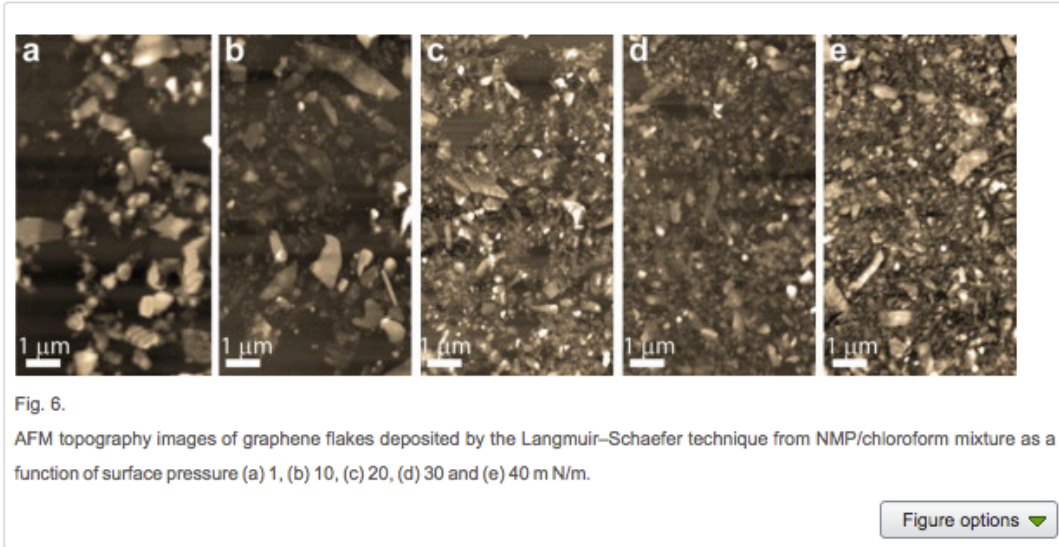 a b c d e
1 μm 1 μm 1 μm 1 μm 1 μm
Fig. 6.
AFM topography images of graphene flakes deposited by the Langmuir–Schaefer technique from NMP/chloroform mixture as a
function of surface pressure (a) 1, (b) 10, (c) 20, (d) 30 and (e) 40 m N/m.
Figure options